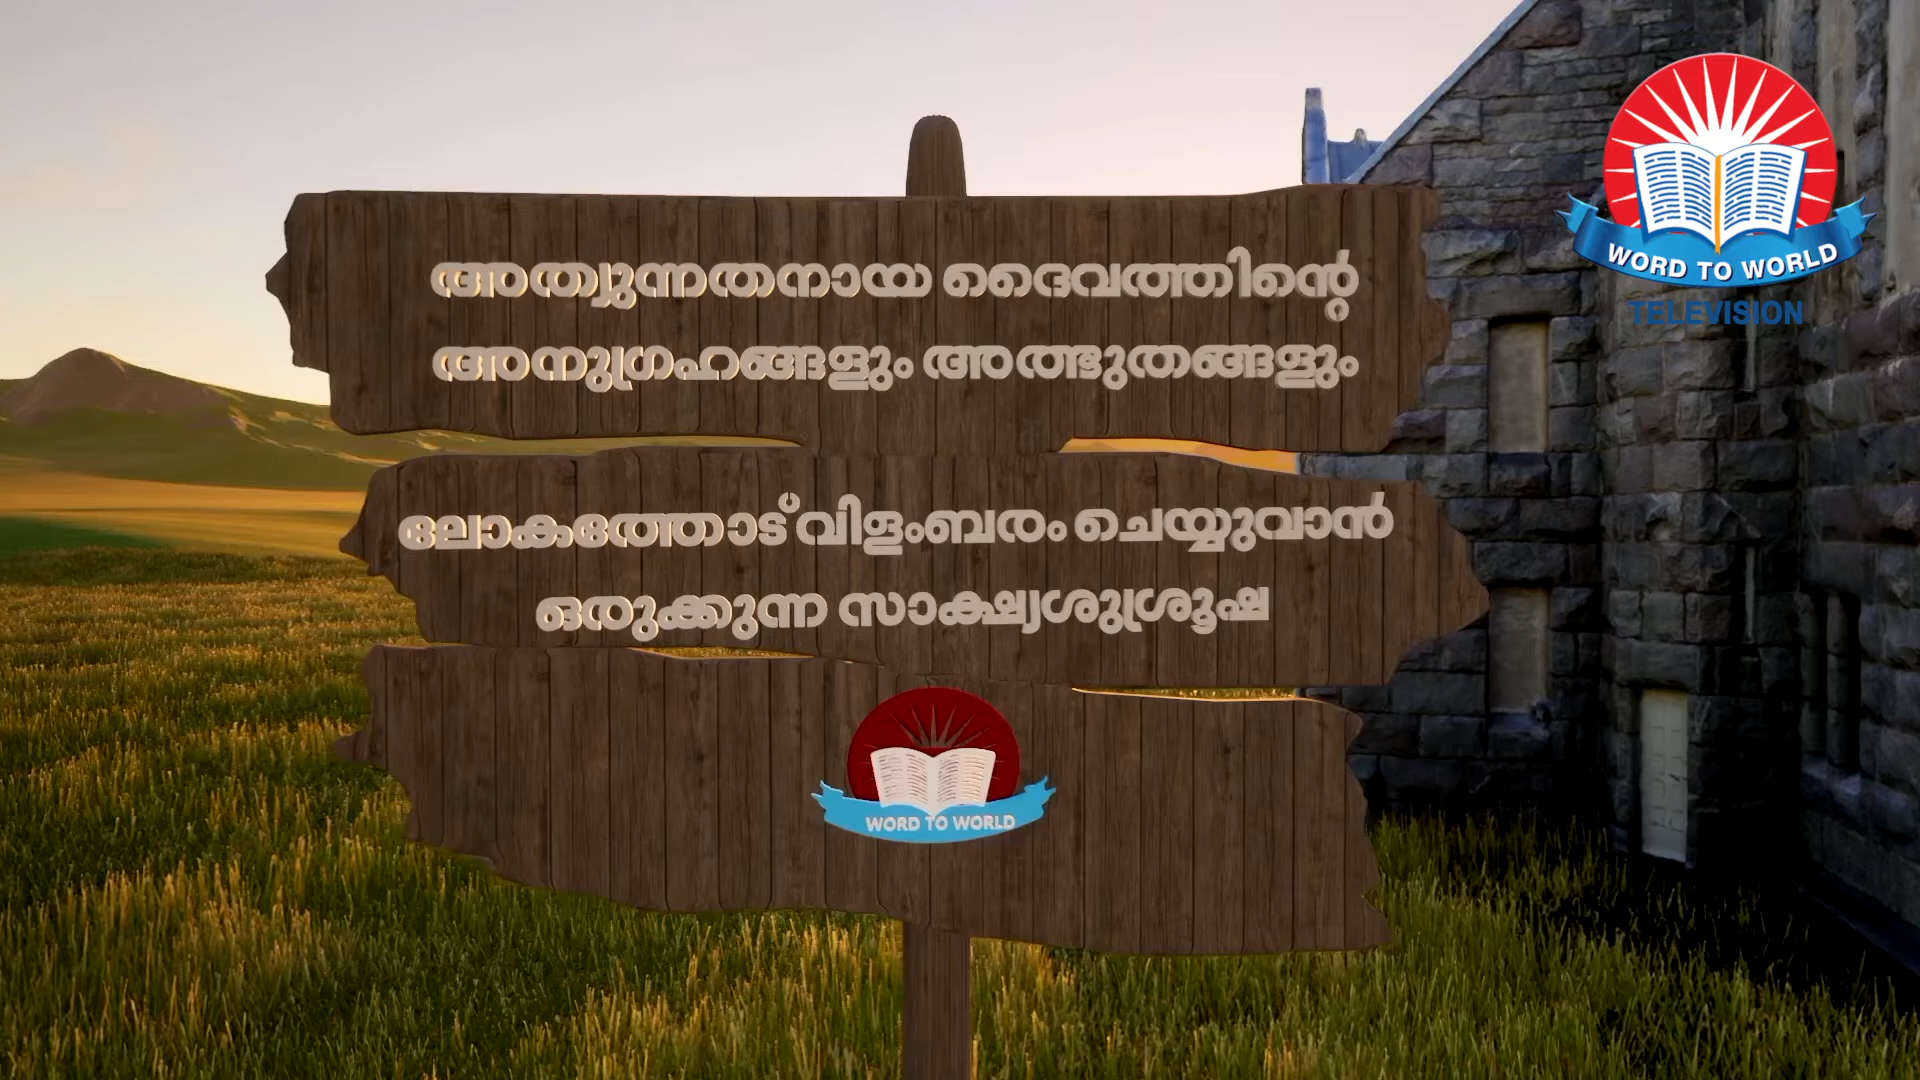 അത്യുന്നതനായ ദൈവത്തിന്റെ
അനുഗ്രഹങ്ങളും അത്ഭുതങ്ങളും
ലോകത്തോട് വിളംബരം ചെയ്യുവാൻ
ഒരുക്കുന്ന സാക്ഷ്യശുശ്രൂഷ
WORD TO WORLD
WORD TO WORLD
TELEVISION